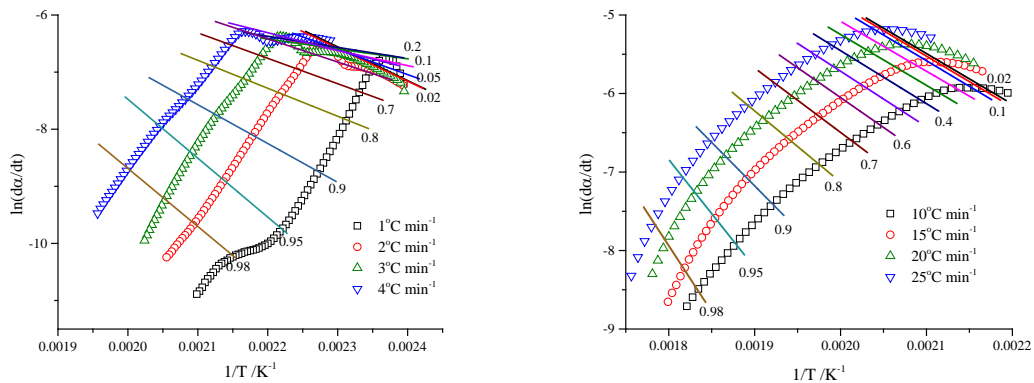 -6
-8
-10
ln(dα/dt)
0.2
0.1
0.05
0.02
0.7
0.8
0.9
0.95
0.98
1°C min⁻¹
2°C min⁻¹
3°C min⁻¹
4°C min⁻¹
0.0019 0.0020 0.0021 0.0022 0.0023 0.0024
1/T /K⁻¹
-5
-6
-7
-8
-9
ln(dα/dt)
0.02
0.1
0.4
0.6
0.7
0.8
0.9
0.95
0.98
10°C min⁻¹
15°C min⁻¹
20°C min⁻¹
25°C min⁻¹
0.0018 0.0019 0.0020 0.0021 0.0022
1/T /K⁻¹